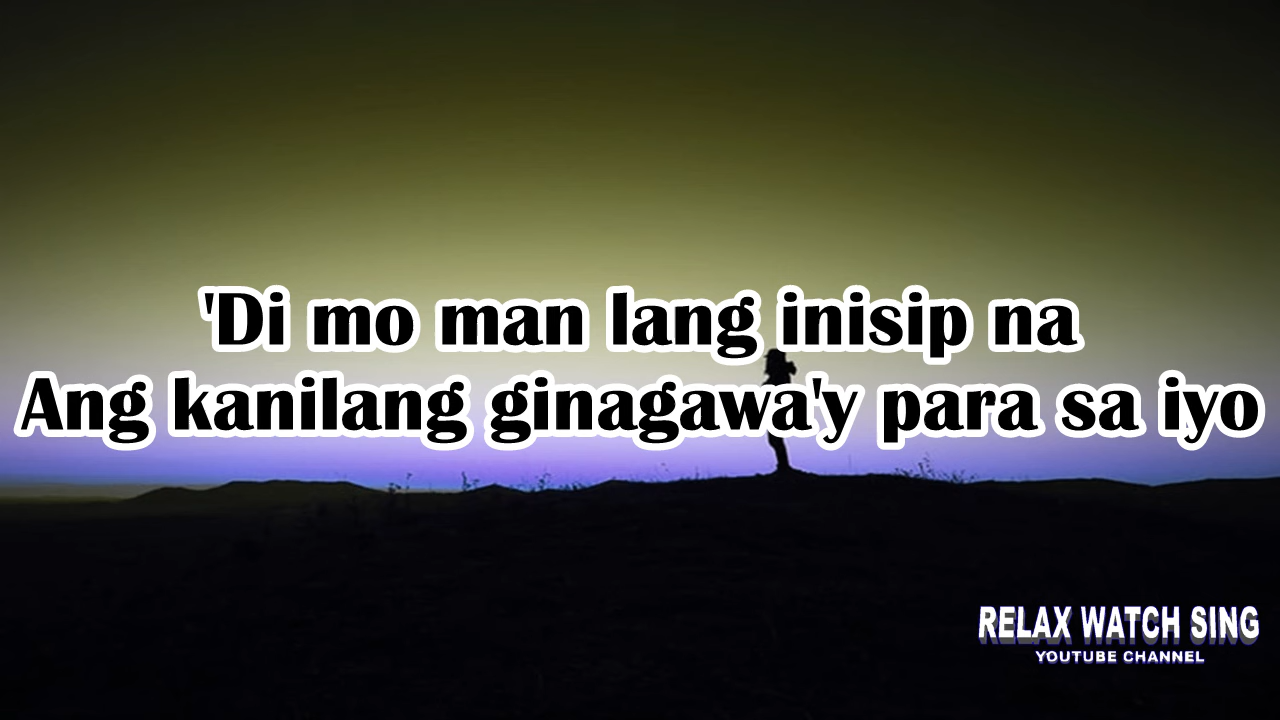 'Di mo man lang inisip na
Ang kanilang ginagawa'y para sa iyo
RELAX WATCH SING
YOUTUBE CHANNEL